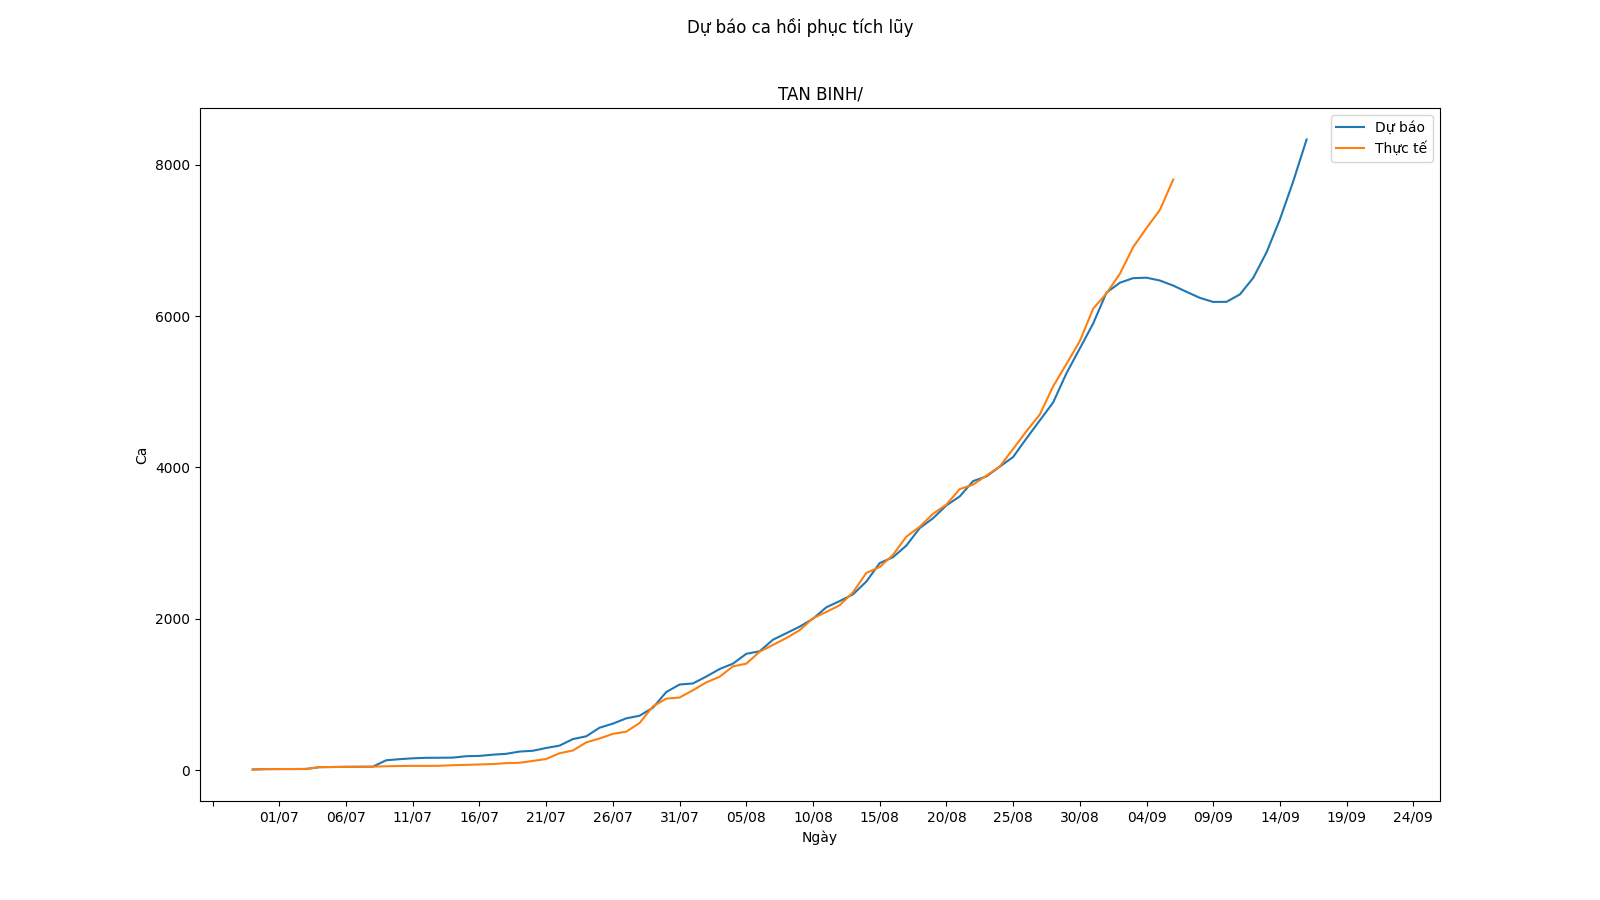 Dự báo ca hồi phục tích lũy
TAN BINH/
Dự báo
Thực tế
8000
6000
4000
2000
0
Ca
01/07 06/07 11/07 16/07 21/07 26/07 31/07 05/08 10/08 15/08 20/08 25/08 30/08 04/09 09/09 14/09 19/09 24/09
Ngày